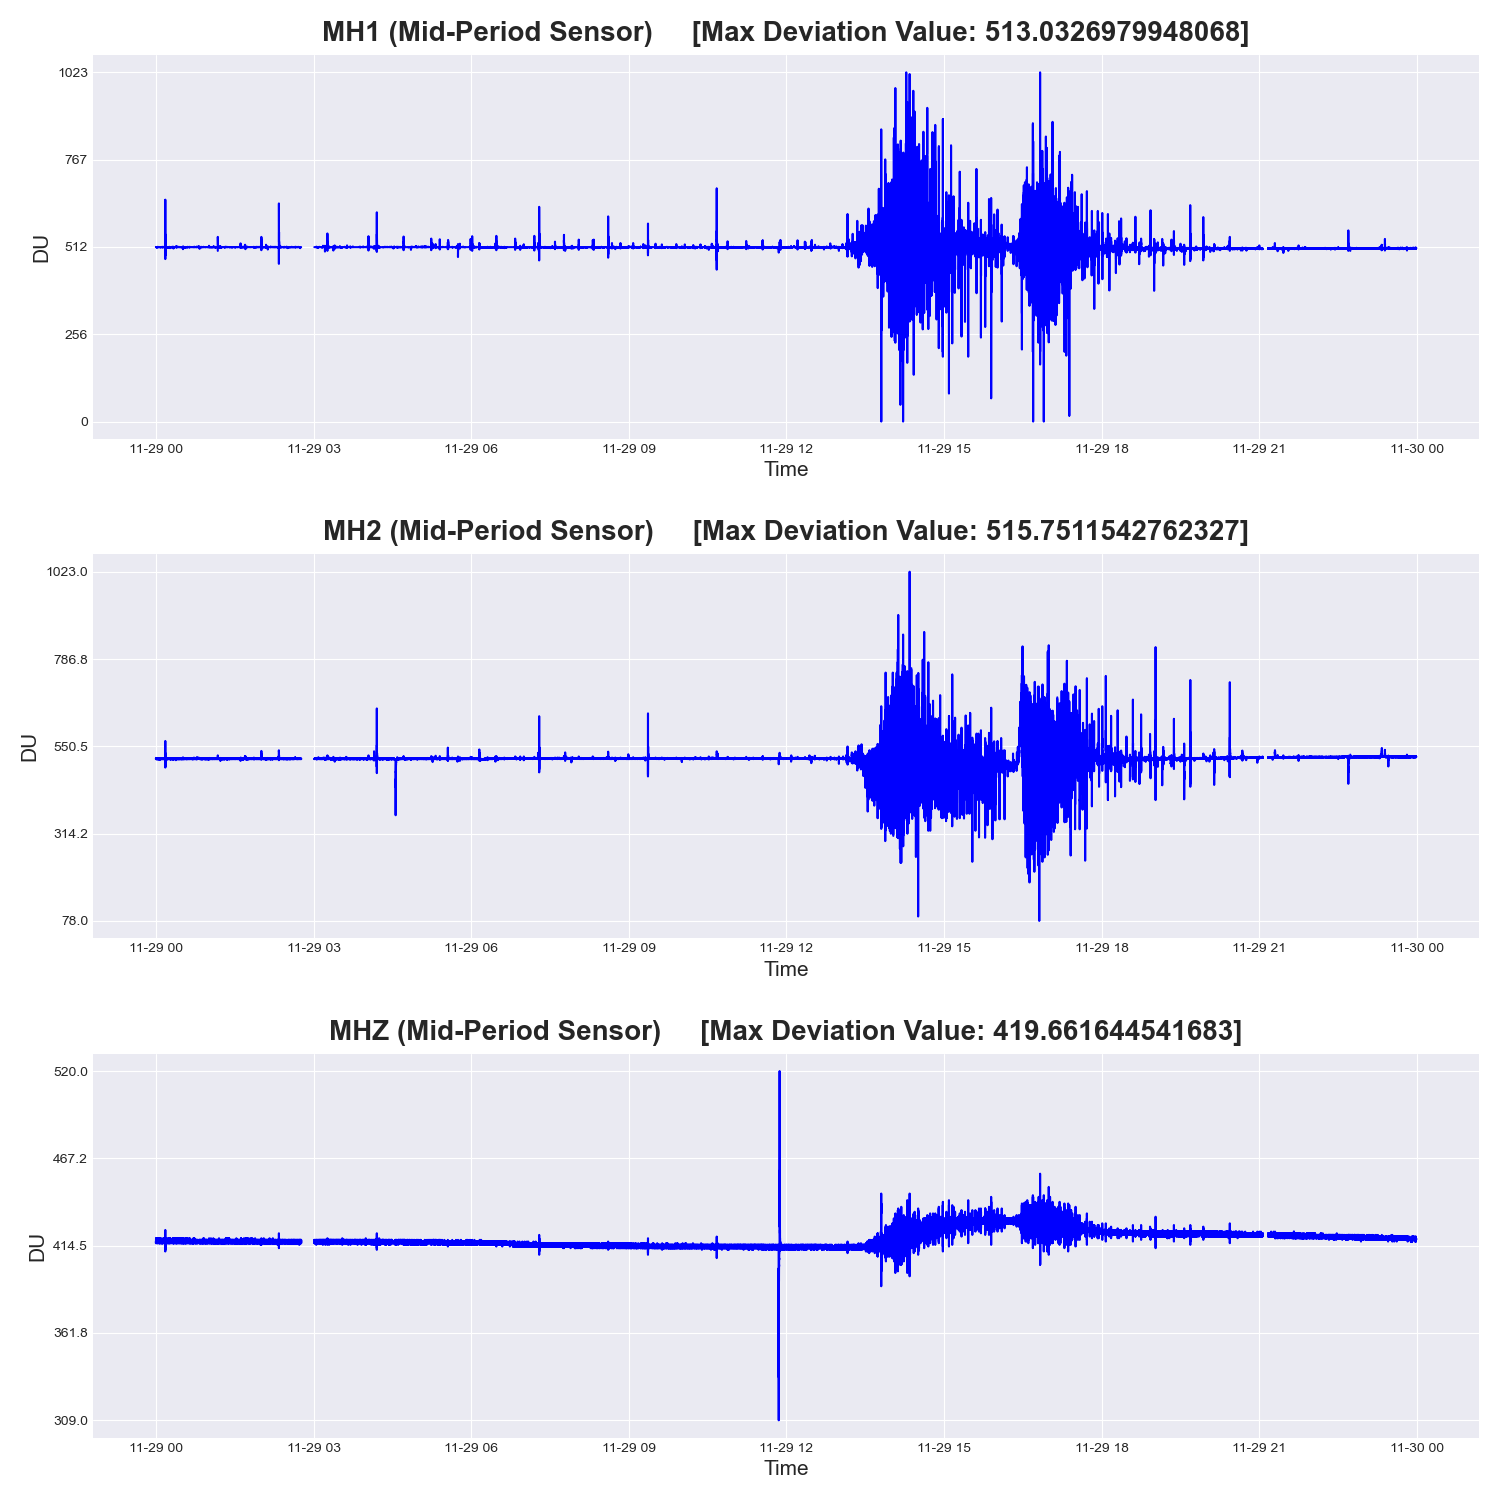 MH1 (Mid-Period Sensor) [Max Deviation Value: 513.0326979948068]
1023
767
512
256
0
DU
11-29 00 11-29 03 11-29 06 11-29 09 11-29 12 11-29 15 11-29 18 11-29 21 11-30 00
Time
MH2 (Mid-Period Sensor) [Max Deviation Value: 515.7511542762327]
1023.0
786.8
550.5
314.2
78.0
DU
11-29 00 11-29 03 11-29 06 11-29 09 11-29 12 11-29 15 11-29 18 11-29 21 11-30 00
Time
MHZ (Mid-Period Sensor) [Max Deviation Value: 419.661644541683]
520.0
467.2
414.5
361.8
309.0
DU
11-29 00 11-29 03 11-29 06 11-29 09 11-29 12 11-29 15 11-29 18 11-29 21 11-30 00
Time